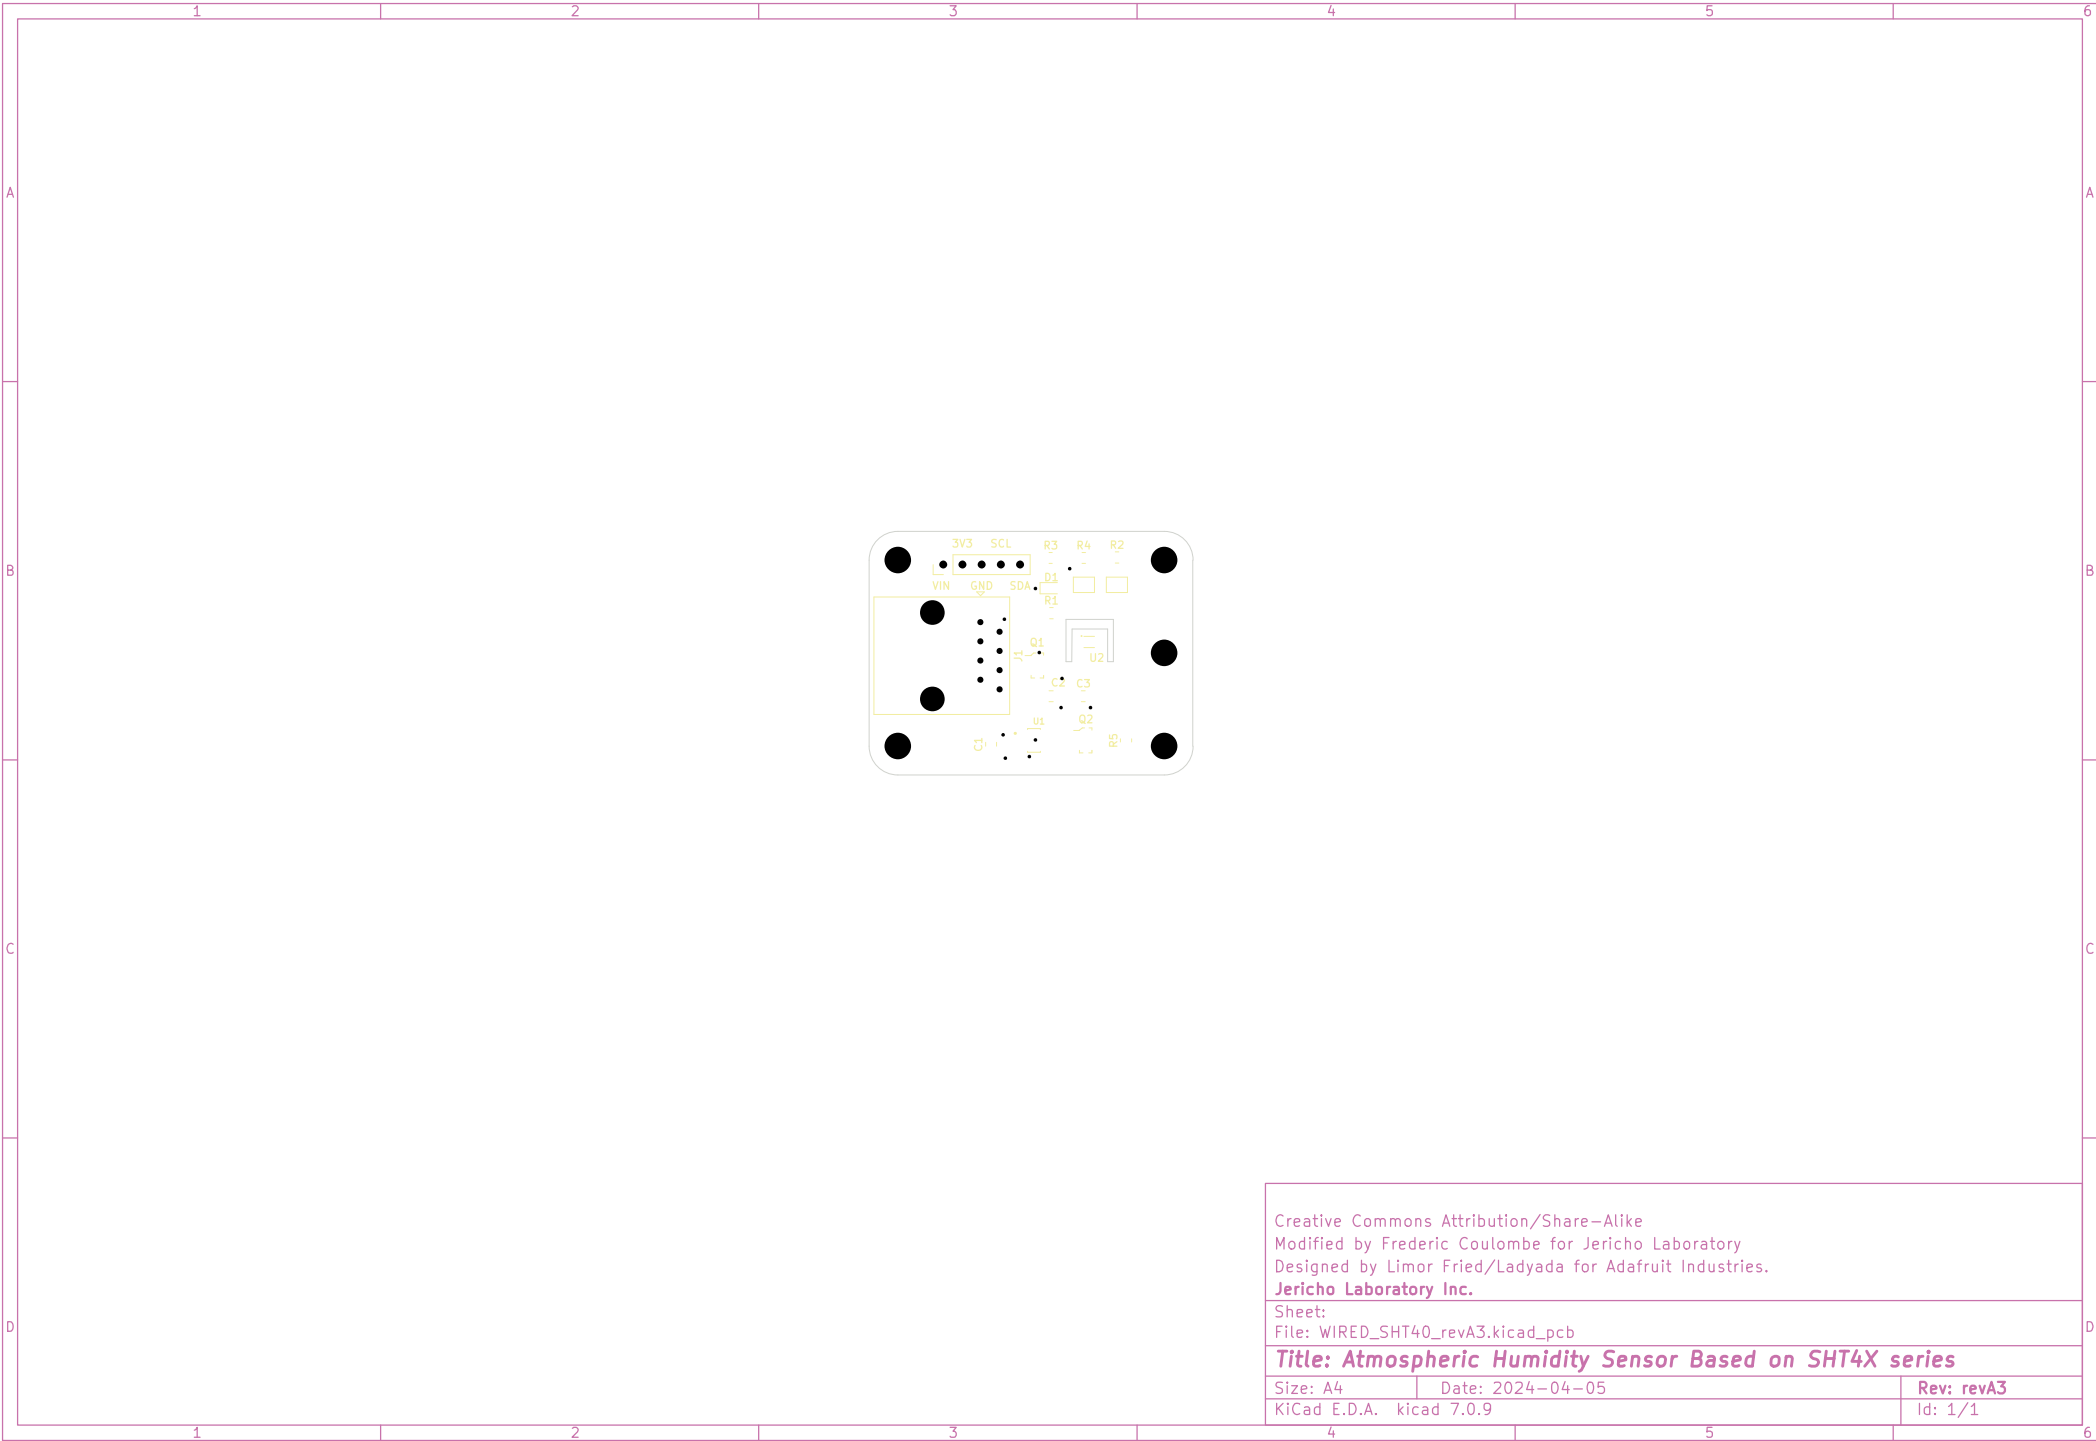 1 2 3 4 5 6
A A
3V3 SCL R3 R4 R2
B B
VIN GND SDA D1
R1
Q1
J1 U2
C2 C3
U1 Q2
C1 R5
C C
Creative Commons Attribution/Share-Alike
Modified by Frederic Coulombe for Jericho Laboratory
Designed by Limor Fried/Ladyada for Adafruit Industries.
Jericho Laboratory Inc.
Sheet:
D D
File: WIRED_SHT40_revA3.kicad_pcb
Title: Atmospheric Humidity Sensor Based on SHT4X series
Size: A4 Date: 2024-04-05 Rev: revA3
KiCad E.D.A. kicad 7.0.9 Id: 1/1
1 2 3 4 5 6